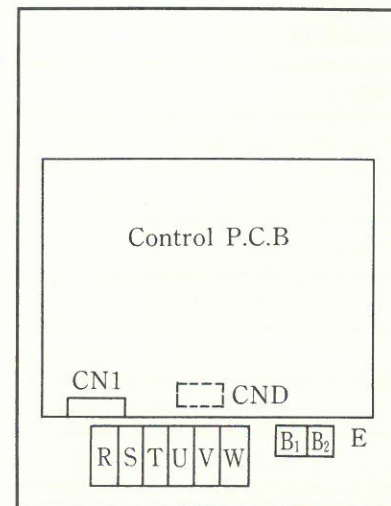 Control P.C.B
CN1
CND
R S T U V W
B₁ B₂ E